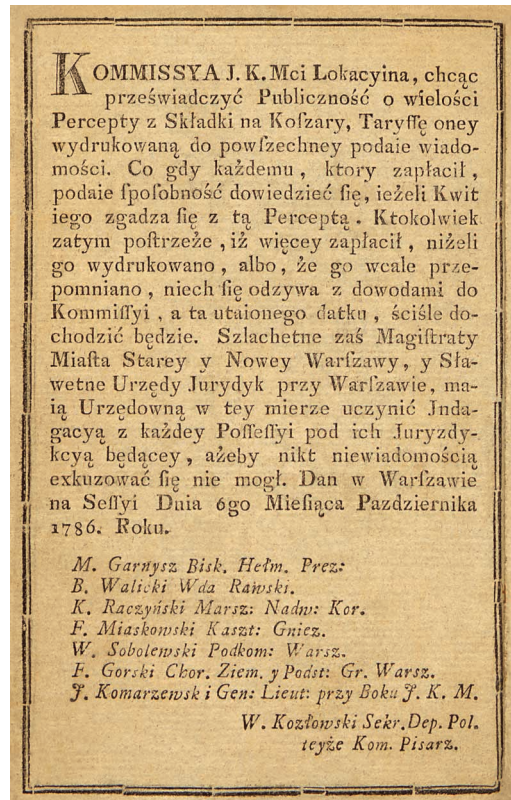 KOMMISSYA J. K. Mci Lokacyina, chcąc
przeświadczyć Publiczność o wielości
Percepty z Składki na Koſzary, Taryffę oney
wydrukowaną do powſzechney podaie wiado-
mości. Co gdy każdemu, ktory zapłacił,
podaie ſpoſobność dowiedzieć ſię, ieżeli Kwit
iego zgadza ſię z tą Perceptą. Ktokolwiek
zatym poſtrzeże, iż więcey zapłacił, niżeli
go wydrukowano, albo, że go wcale prze-
pomniano, niech ſię odzywa z dowodami do
Kommiſſyi, a ta utaionego datku, ściśle do-
chodzić będzie. Szlachetne zaś Magiſtraty
Miaſta Starey y Nowey Warſzawy, y Sła-
wetne Urzędy Jurydyk przy Warſzawie, ma-
ią Urzędowną w tey mierze uczynić Jnda-
gacyą z każdey Poſſeſſyi pod ich Juryzdy-
kcyą będącey, ażeby nikt niewiadomością
exkuzować ſię nie mogł. Dan w Warſzawie
na Seſſyi Dnia 6go Mieſiąca Pazdziernika
1786. Roku.
M. Garnysz Bisk. Hełm. Prez:
B. Walicki Wda Rawski.
K. Raczyński Marsz: Nadw: Kor.
F. Miaskowski Kaszt: Gniez.
W. Sobolewski Podkom: Warsz.
F. Gorski Chor. Ziem. y Podst: Gr. Warsz.
J. Komarzewski Gen: Lieut: przy Boku J. K. M.
W. Kozłowski Sekr. Dep. Pol.
teyże Kom. Pisarz.